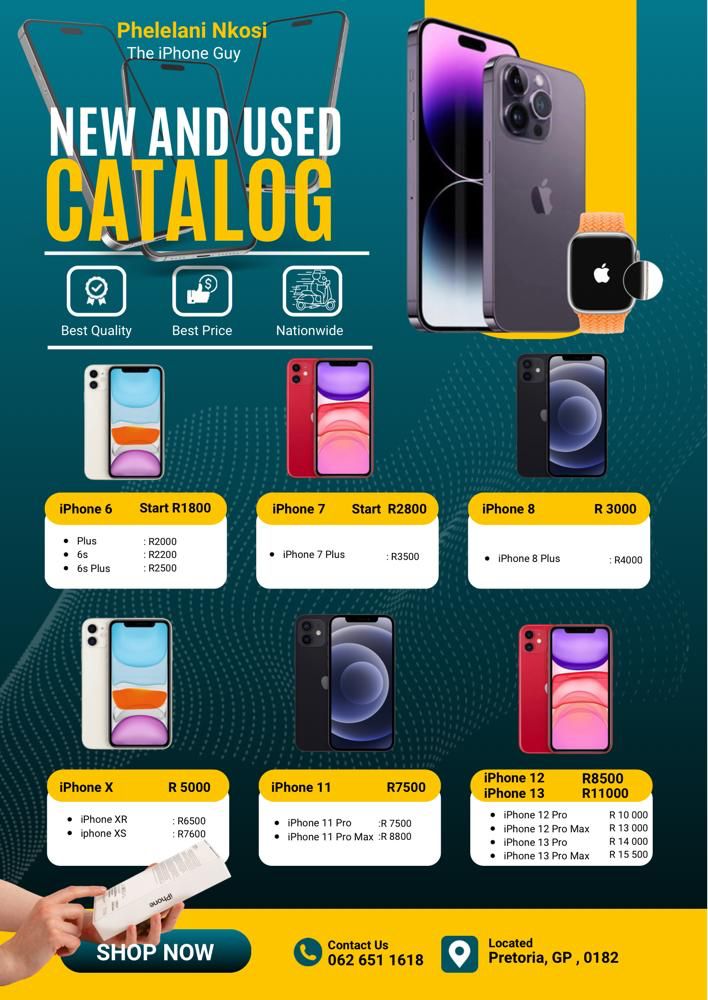 Phelelani Nkosi
The iPhone Guy
NEW AND USED
CATALOG
Best Quality
Best Price
Nationwide
iPhone 6 Start R1800
Plus : R2000
6s : R2200
6s Plus : R2500
iPhone 7 Start R2800
iPhone 7 Plus : R3500
iPhone 8 R 3000
iPhone 8 Plus : R4000
iPhone X R 5000
iPhone XR : R6500
iphone XS : R7600
iPhone 11 R7500
iPhone 11 Pro :R 7500
iPhone 11 Pro Max :R 8800
iPhone 12 R8500
iPhone 13 R11000
iPhone 12 Pro R 10 000
iPhone 12 Pro Max R 13 000
iPhone 13 Pro R 14 000
iPhone 13 Pro Max R 15 500
iPhone
SHOP NOW
Contact Us
062 651 1618
Located
Pretoria, GP , 0182